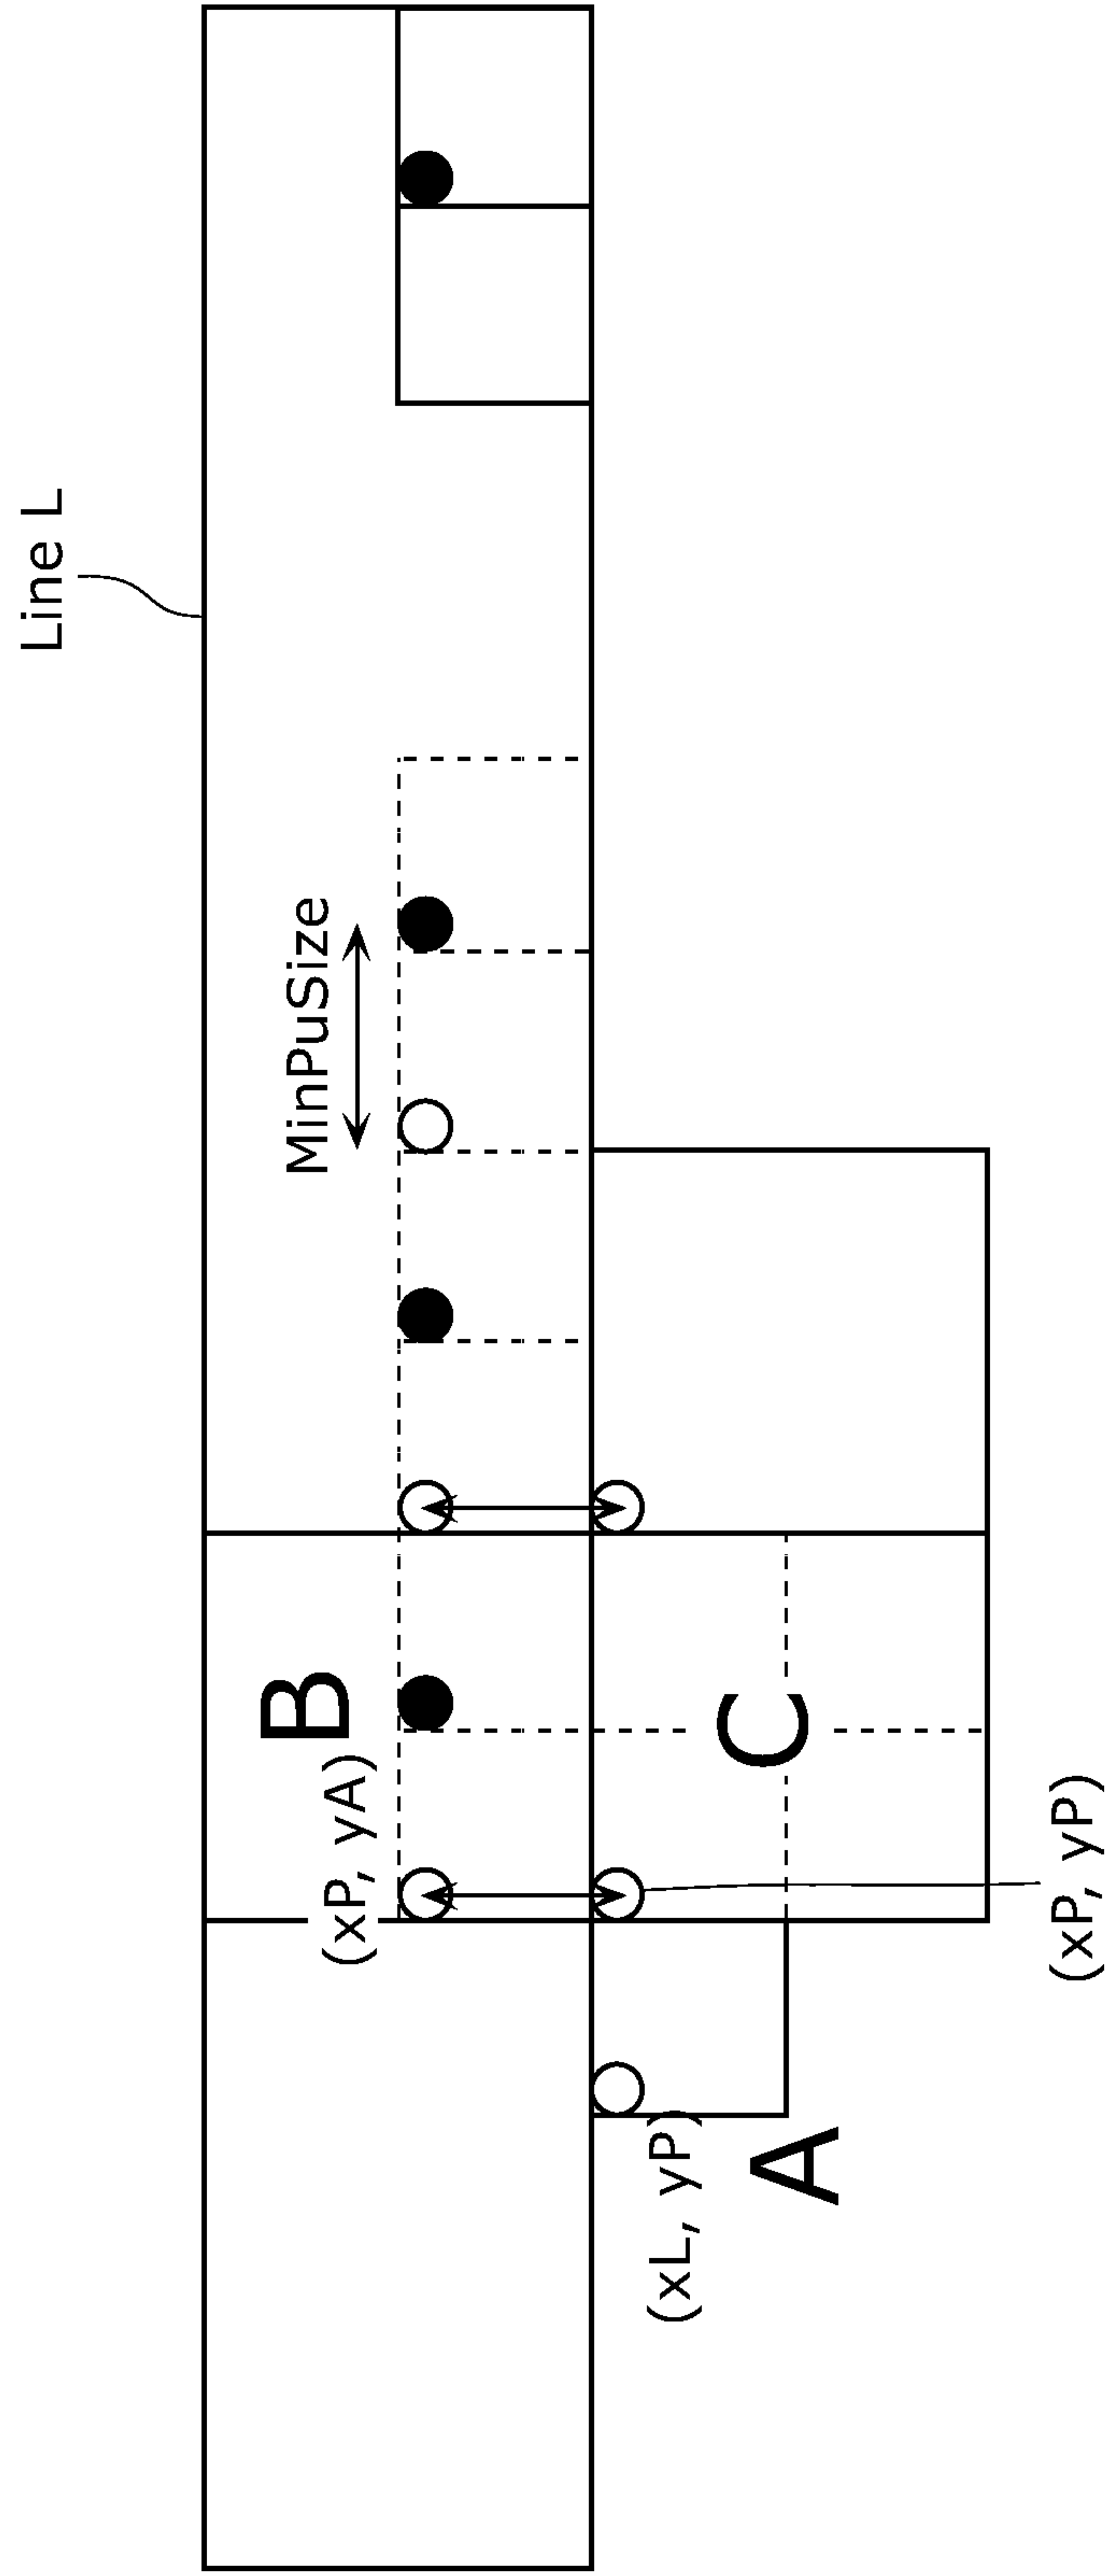 Line L
MinPuSize
B
(xP, yA)
C
(xP, yP)
(xL, yP)
A